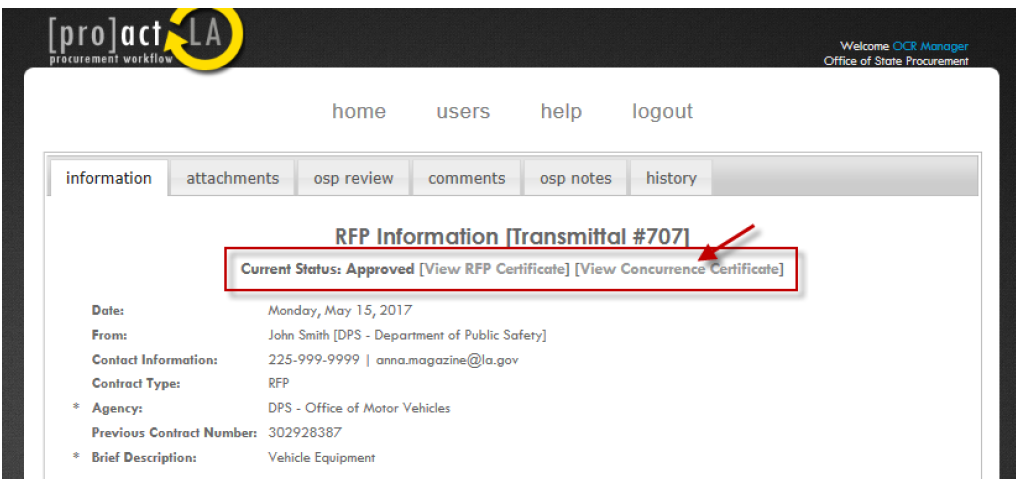 [pro]act LA
procurement workflow
Welcome OCR Manager
Office of State Procurement
home users help logout
information attachments osp review comments osp notes history
RFP Information [Transmittal #707]
Current Status: Approved [View RFP Certificate] [View Concurrence Certificate]
Date: Monday, May 15, 2017
From: John Smith [DPS - Department of Public Safety]
Contact Information: 225-999-9999 | anna.magazine@la.gov
Contract Type: RFP
* Agency: DPS - Office of Motor Vehicles
Previous Contract Number: 302928387
* Brief Description: Vehicle Equipment